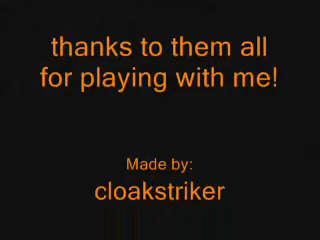 thanks to them all
for playing with me!
Made by:
cloakstriker